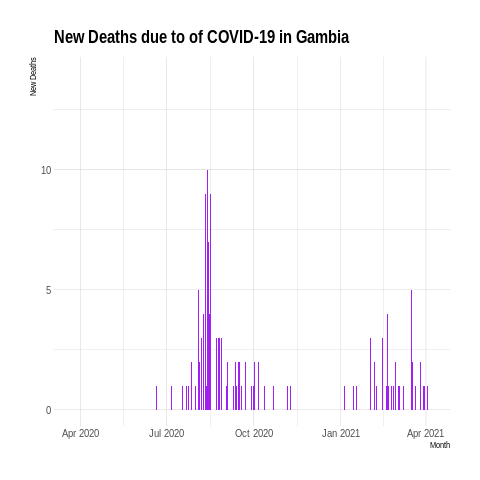 New Deaths due to of COVID-19 in Gambia
New Deaths
10
5
0
Apr 2020 Jul 2020 Oct 2020 Jan 2021 Apr 2021
Month